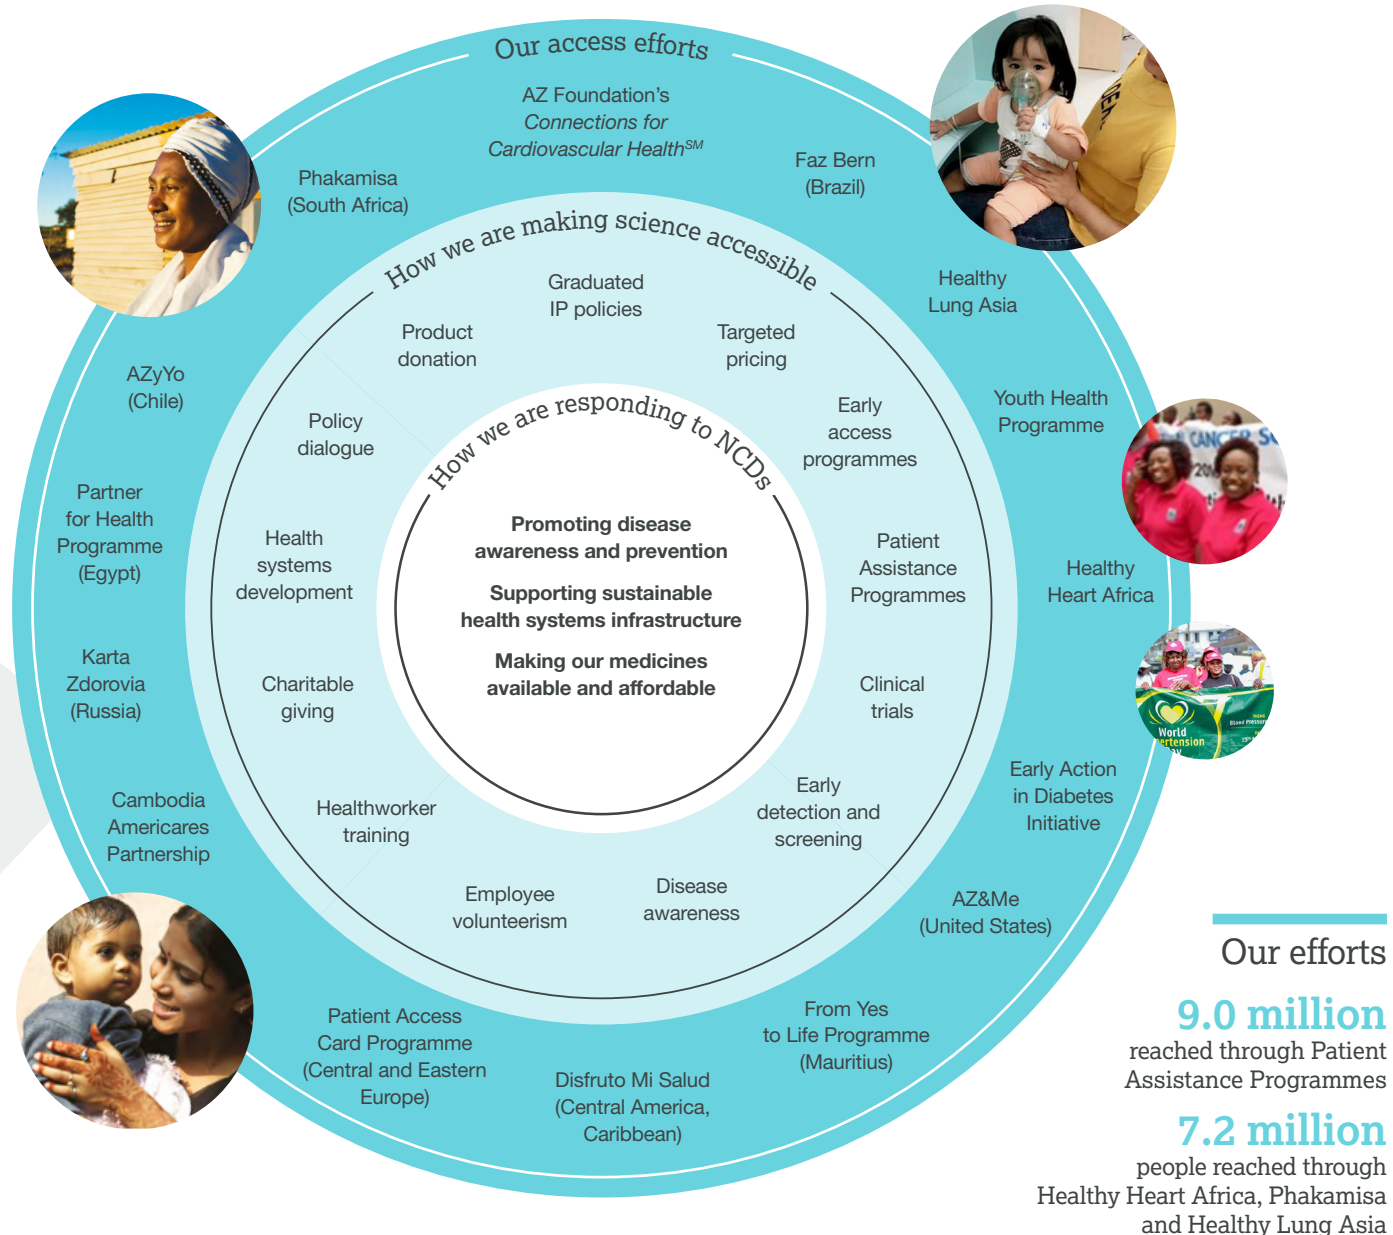 Our access efforts
AZ Foundation's
Connections for
Cardiovascular Health℠
Faz Bern
(Brazil)
Healthy
Lung Asia
Youth Health
Programme
Healthy
Heart Africa
Early Action
in Diabetes
Initiative
AZ&Me
(United States)
From Yes
to Life Programme
(Mauritius)
Disfruto Mi Salud
(Central America,
Caribbean)
Patient Access
Card Programme
(Central and Eastern
Europe)
Cambodia
Americares
Partnership
Karta
Zdorovia
(Russia)
Partner
for Health
Programme
(Egypt)
AZyYo
(Chile)
Phakamisa
(South Africa)
How we are making science accessible
Graduated
IP policies
Targeted
pricing
Early
access
programmes
Patient
Assistance
Programmes
Clinical
trials
Early
detection and
screening
Disease
awareness
Employee
volunteerism
Healthworker
training
Charitable
giving
Health
systems
development
Policy
dialogue
Product
donation
How we are responding to NCDs
Promoting disease
awareness and prevention
Supporting sustainable
health systems infrastructure
Making our medicines
available and affordable
CANCER
World
Blood Pressure
Our efforts
9.0 million
reached through Patient
Assistance Programmes
7.2 million
people reached through
Healthy Heart Africa, Phakamisa
and Healthy Lung Asia